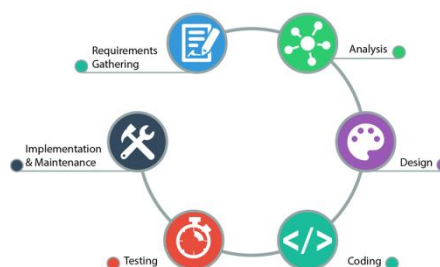 Requirements
Gathering
Analysis
Design
</>
Coding
Testing
Implementation
& Maintenance